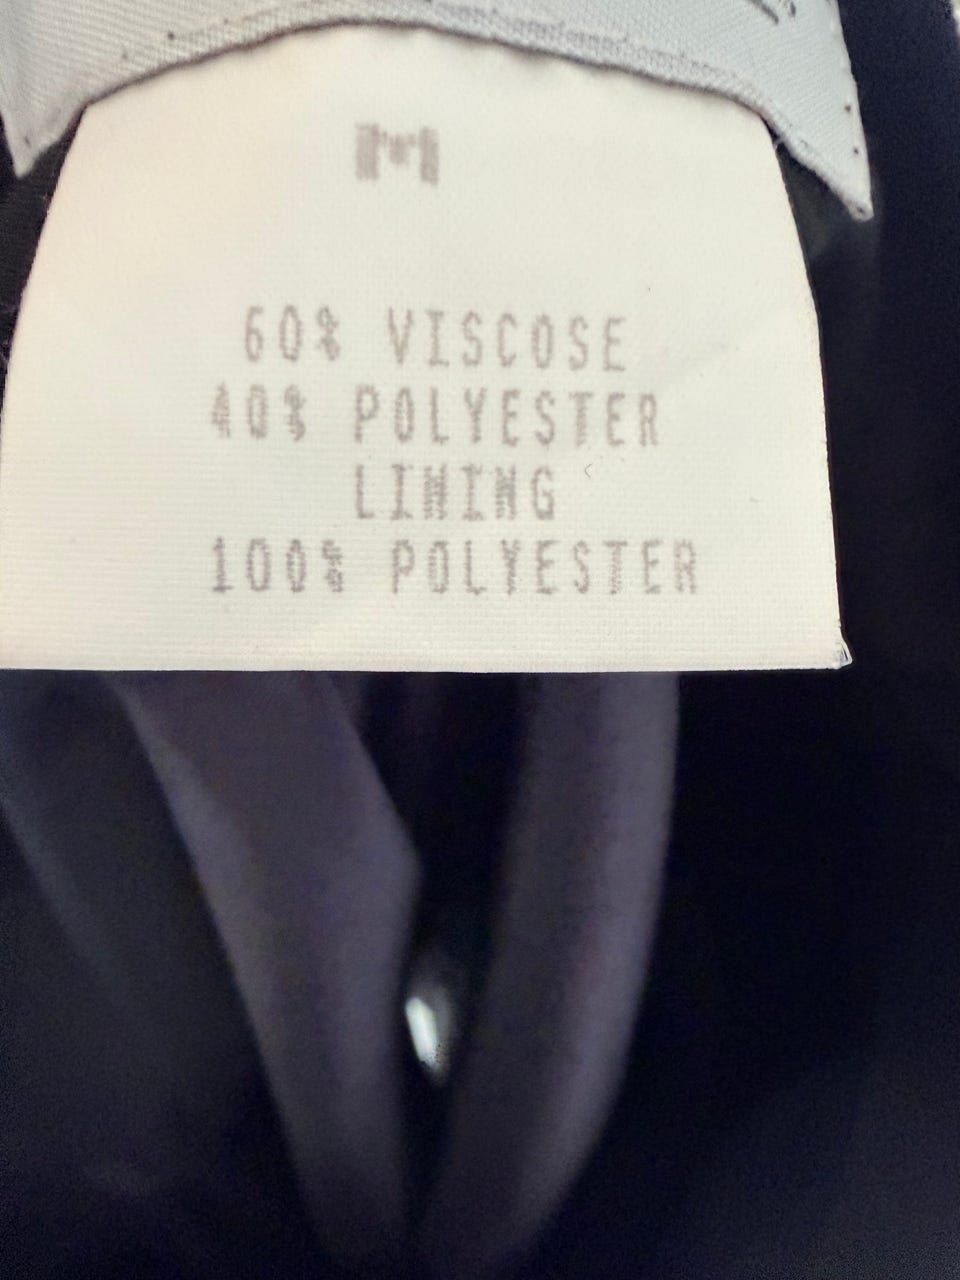 M
60% VISCOSE
40% POLYESTER
LINING
100% POLYESTER